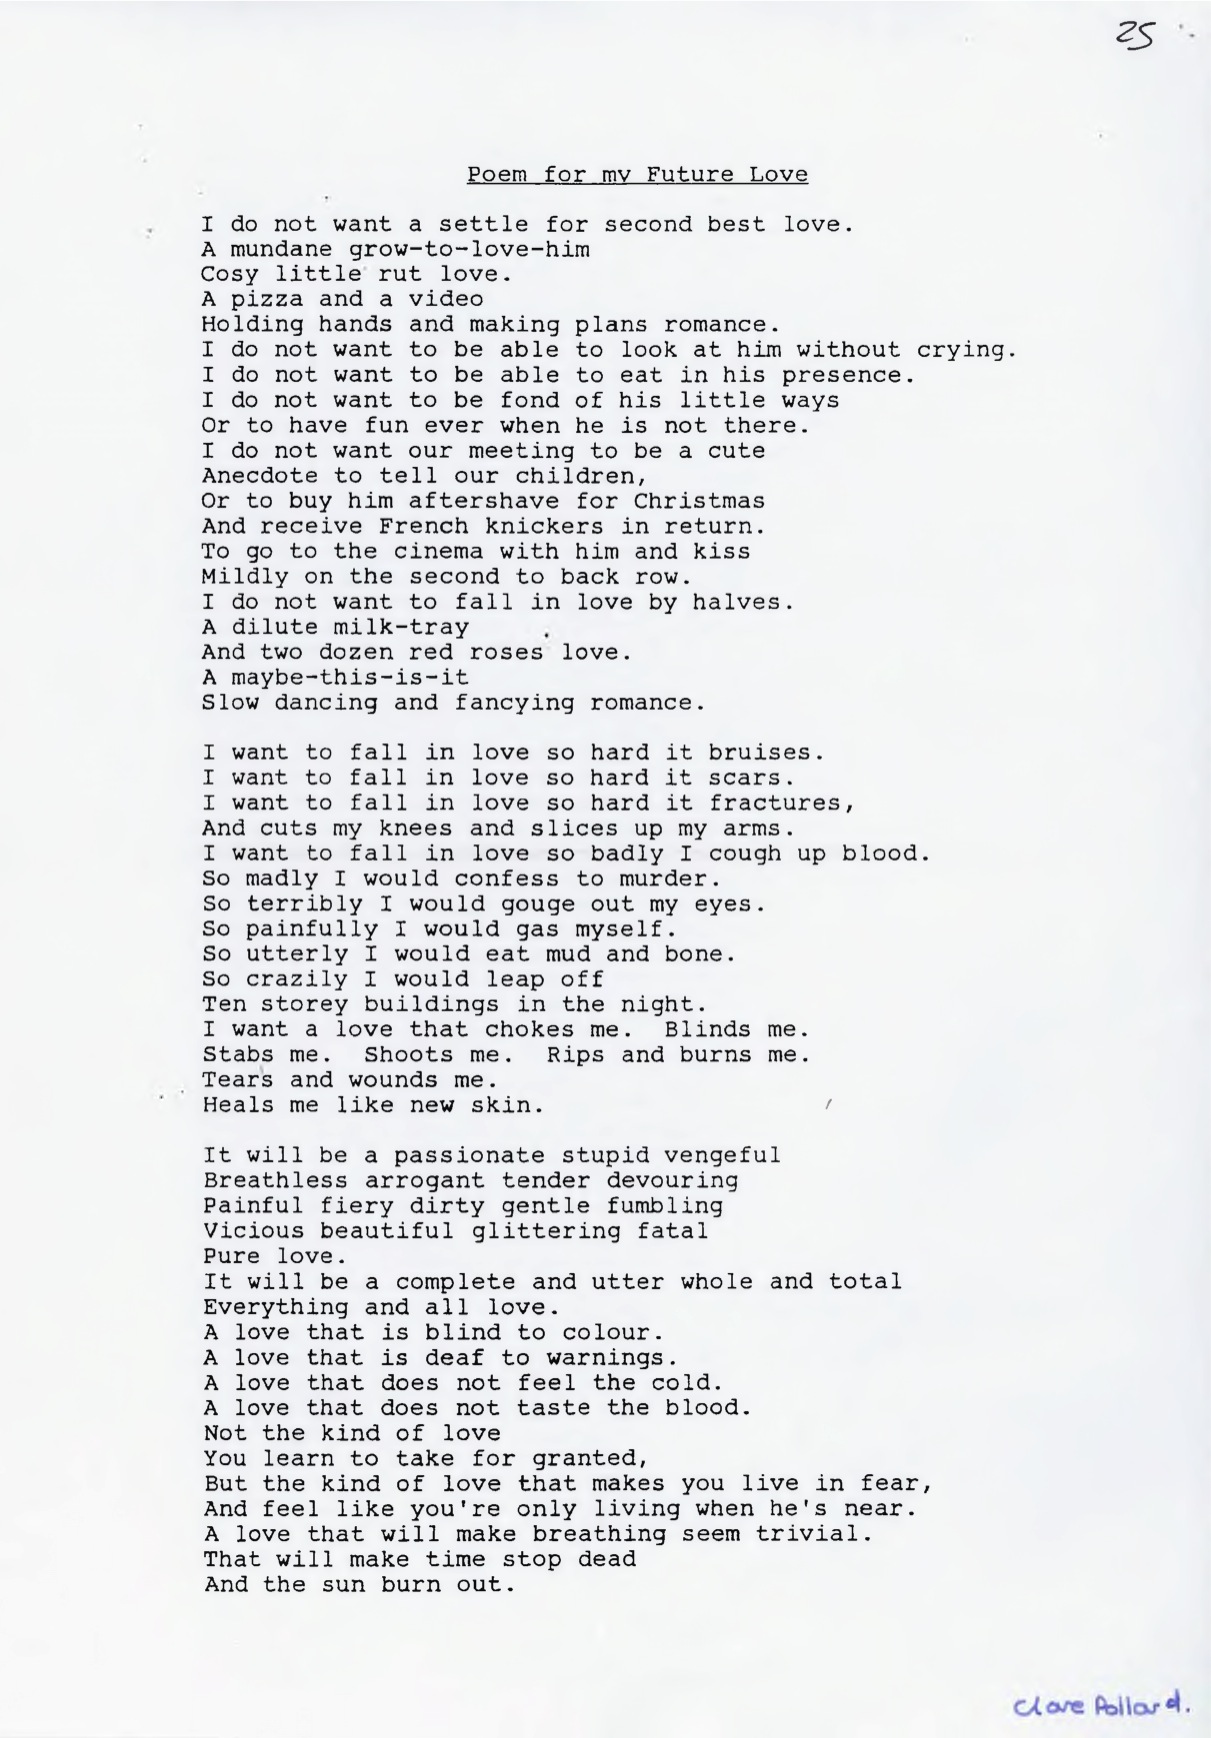 25
Poem for my Future Love
I do not want a settle for second best love.
A mundane grow-to-love-him
Cosy little rut love.
A pizza and a video
Holding hands and making plans romance.
I do not want to be able to look at him without crying.
I do not want to be able to eat in his presence.
I do not want to be fond of his little ways
Or to have fun ever when he is not there.
I do not want our meeting to be a cute
Anecdote to tell our children,
Or to buy him aftershave for Christmas
And receive French knickers in return.
To go to the cinema with him and kiss
Mildly on the second to back row.
I do not want to fall in love by halves.
A dilute milk-tray
And two dozen red roses love.
A maybe-this-is-it
Slow dancing and fancying romance.
I want to fall in love so hard it bruises.
I want to fall in love so hard it scars.
I want to fall in love so hard it fractures,
And cuts my knees and slices up my arms.
I want to fall in love so badly I cough up blood.
So madly I would confess to murder.
So terribly I would gouge out my eyes.
So painfully I would gas myself.
So utterly I would eat mud and bone.
So crazily I would leap off
Ten storey buildings in the night.
I want a love that chokes me.  Blinds me.
Stabs me.  Shoots me.  Rips and burns me.
Tears and wounds me.
Heals me like new skin.
It will be a passionate stupid vengeful
Breathless arrogant tender devouring
Painful fiery dirty gentle fumbling
Vicious beautiful glittering fatal
Pure love.
It will be a complete and utter whole and total
Everything and all love.
A love that is blind to colour.
A love that is deaf to warnings.
A love that does not feel the cold.
A love that does not taste the blood.
Not the kind of love
You learn to take for granted,
But the kind of love that makes you live in fear,
And feel like you're only living when he's near.
A love that will make breathing seem trivial.
That will make time stop dead
And the sun burn out.
Clare Pollard.